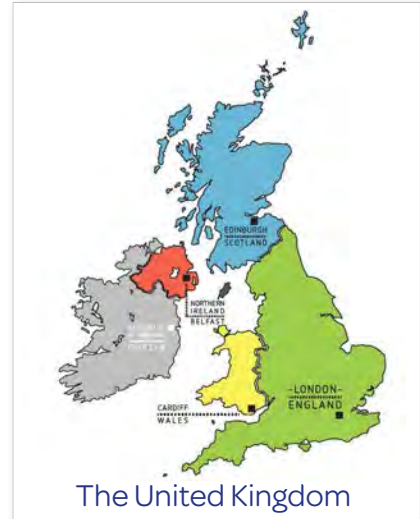 EDINBURGH
SCOTLAND
NORTHERN
IRELAND
BELFAST
CARDIFF
WALES
-LONDON-
ENGLAND
The United Kingdom